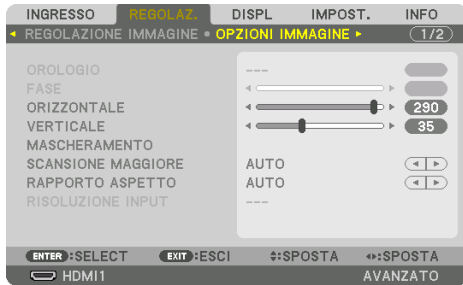 INGRESSO REGOLAZ. DISPL IMPOST. INFO
REGOLAZIONE IMMAGINE • OPZIONI IMMAGINE 1/2
OROLOGIO ---
FASE
ORIZZONTALE 290
VERTICALE 35
MASCHERAMENTO
SCANSIONE MAGGIORE AUTO
RAPPORTO ASPETTO AUTO
RISOLUZIONE INPUT ---
ENTER:SELECT EXIT:ESCI :SPOSTA :SPOSTA
HDMI1 AVANZATO